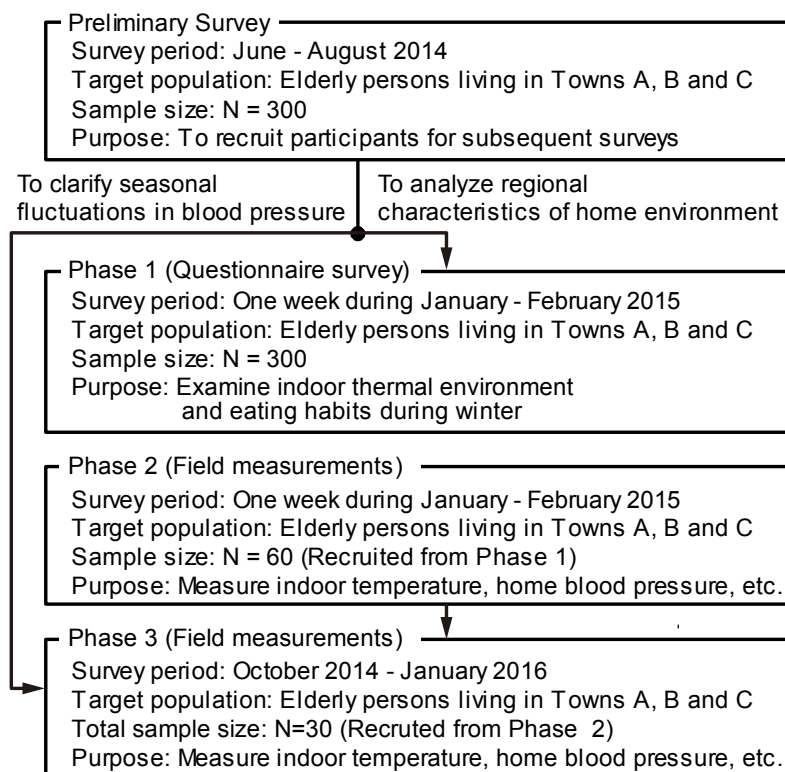 Preliminary Survey
Survey period: June - August 2014
Target population: Elderly persons living in Towns A, B and C
Sample size: N = 300
Purpose: To recruit participants for subsequent surveys
To clarify seasonal
fluctuations in blood pressure
To analyze regional
characteristics of home environment
Phase 1 (Questionnaire survey)
Survey period: One week during January - February 2015
Target population: Elderly persons living in Towns A, B and C
Sample size: N = 300
Purpose: Examine indoor thermal environment
and eating habits during winter
Phase 2 (Field measurements)
Survey period: One week during January - February 2015
Target population: Elderly persons living in Towns A, B and C
Sample size: N = 60 (Recruited from Phase 1)
Purpose: Measure indoor temperature, home blood pressure, etc.
Phase 3 (Field measurements)
Survey period: October 2014 - January 2016
Target population: Elderly persons living in Towns A, B and C
Total sample size: N=30 (Recruted from Phase 2)
Purpose: Measure indoor temperature, home blood pressure, etc.